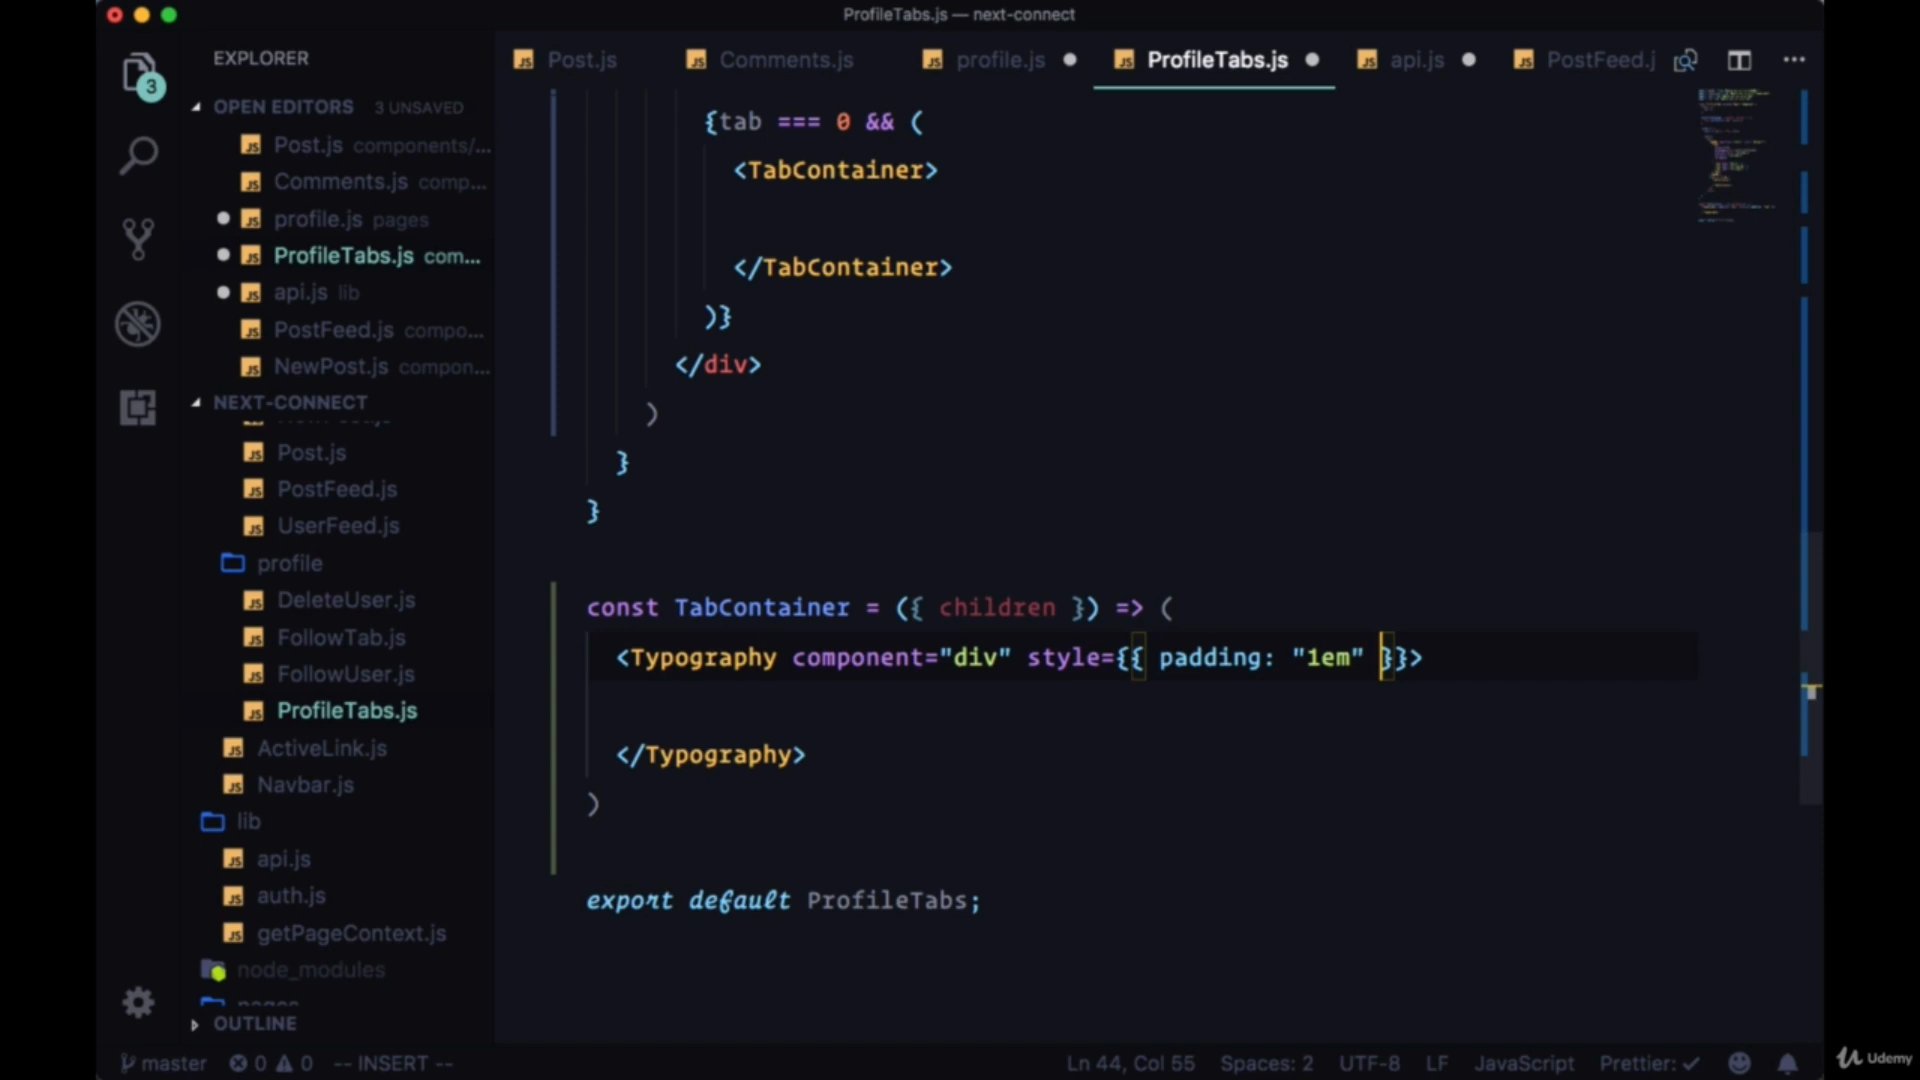 ProfileTabs.js — next-connect
EXPLORER
3
OPEN EDITORS 3 UNSAVED
Post.js components/...
Comments.js comp...
profile.js pages
ProfileTabs.js com...
api.js lib
PostFeed.js compo...
NewPost.js compon...
NEXT-CONNECT
Post.js
PostFeed.js
UserFeed.js
profile
DeleteUser.js
FollowTab.js
FollowUser.js
ProfileTabs.js
ActiveLink.js
Navbar.js
lib
api.js
auth.js
getPageContext.js
node_modules
pages
OUTLINE
Post.js Comments.js profile.js ProfileTabs.js api.js PostFeed.j
{tab === 0 && (
<TabContainer>
</TabContainer>
)}
</div>
)
}
}
const TabContainer = ({ children }) => (
<Typography component="div" style={{ padding: "1em" }}>
</Typography>
)
export default ProfileTabs;
master 0 0 -- INSERT -- Ln 44, Col 55 Spaces: 2 UTF-8 LF JavaScript Prettier: ✓
Udemy